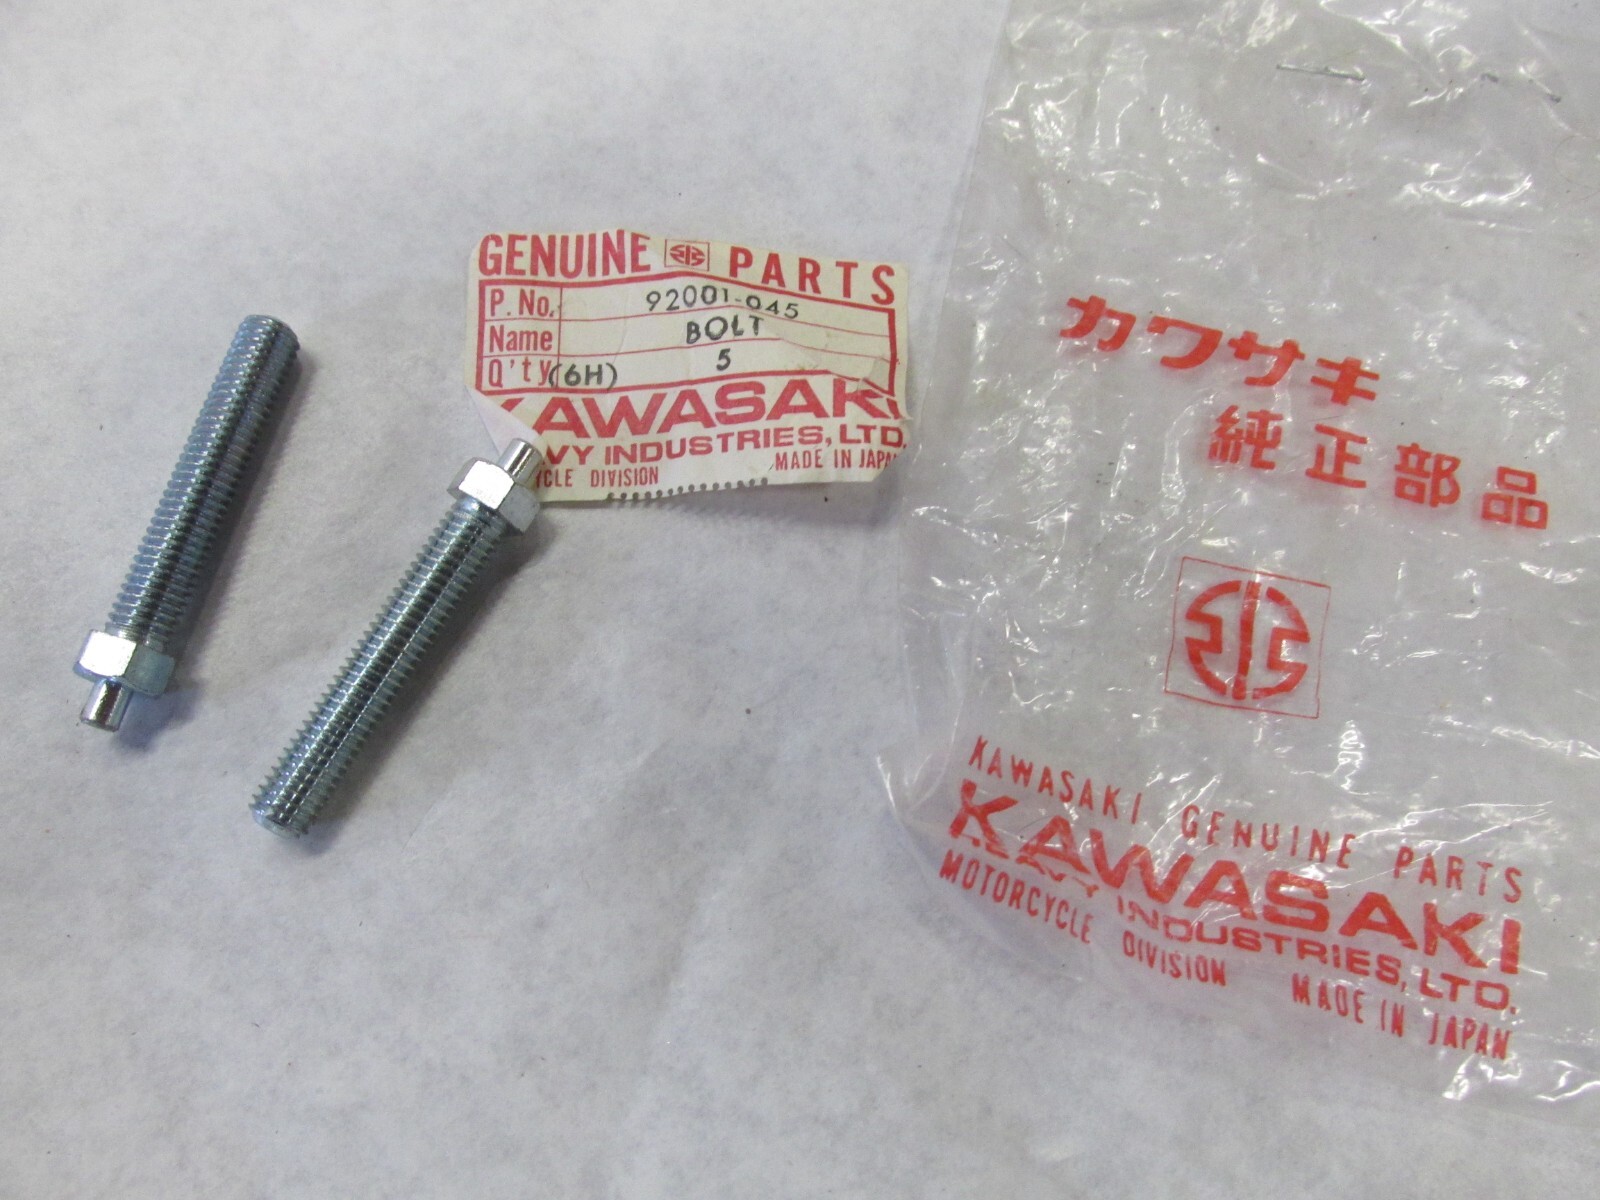 GENUINE PARTS
P. No. 92001-045
Name BOLT
Q'ty (6H) 5
KAWASAKI
VY INDUSTRIES, LTD.
CLE DIVISION MADE IN JAPAN
カワサキ
純正部品
KAWASAKI GENUINE PARTS
KAWASAKI
HEAVY INDUSTRIES, LTD.
MOTORCYCLE DIVISION MADE IN JAPAN